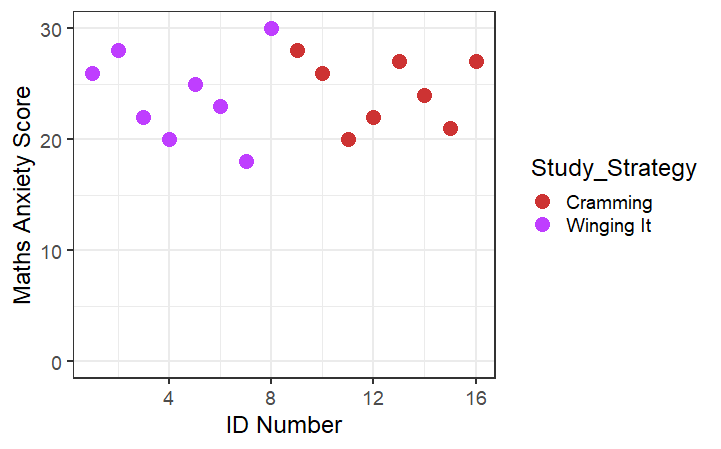 30
20
10
0
Maths Anxiety Score
4 8 12 16
ID Number
Study_Strategy
Cramming
Winging It